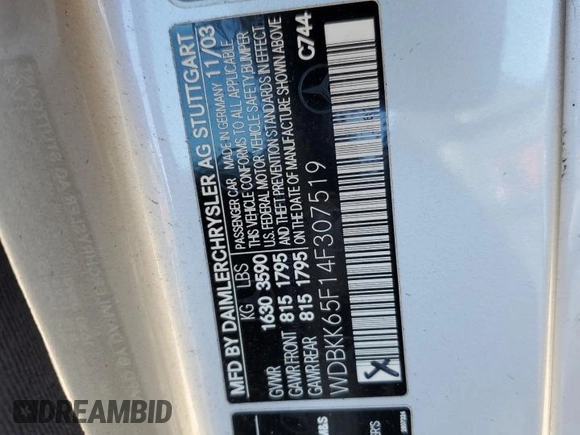 MFD BY DAIMLERCHRYSLER AG STUTTGART
PASSENGER CAR MADE IN GERMANY 11/03
KG LBS THIS VEHICLE CONFORMS TO ALL APPLICABLE
GVWR 1630 3590 U.S. FEDERAL MOTOR VEHICLE SAFETY, BUMPER
GAWR FRONT 815 1795 AND THEFT PREVENTION STANDARDS IN EFFECT
GAWR REAR 815 1795 ON THE DATE OF MANUFACTURE SHOWN ABOVE
C744
WDBKK65F14F307519
DREAMBID